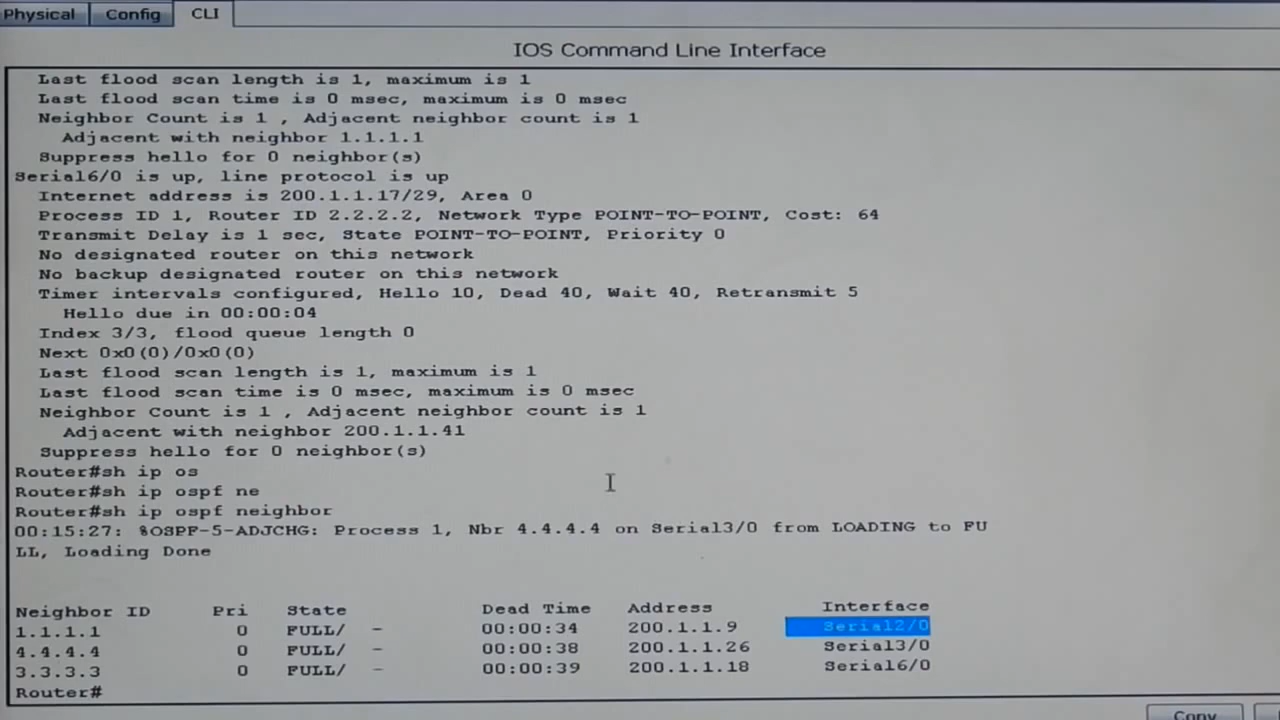 Physical Config CLI
IOS Command Line Interface
Last flood scan length is 1, maximum is 1
Last flood scan time is 0 msec, maximum is 0 msec
Neighbor Count is 1 , Adjacent neighbor count is 1
Adjacent with neighbor 1.1.1.1
Suppress hello for 0 neighbor(s)
Serial6/0 is up, line protocol is up
Internet address is 200.1.1.17/29, Area 0
Process ID 1, Router ID 2.2.2.2, Network Type POINT-TO-POINT, Cost: 64
Transmit Delay is 1 sec, State POINT-TO-POINT, Priority 0
No designated router on this network
No backup designated router on this network
Timer intervals configured, Hello 10, Dead 40, Wait 40, Retransmit 5
Hello due in 00:00:04
Index 3/3, flood queue length 0
Next 0x0(0)/0x0(0)
Last flood scan length is 1, maximum is 1
Last flood scan time is 0 msec, maximum is 0 msec
Neighbor Count is 1 , Adjacent neighbor count is 1
Adjacent with neighbor 200.1.1.41
Suppress hello for 0 neighbor(s)
Router#sh ip os
Router#sh ip ospf ne
Router#sh ip ospf neighbor
00:15:27: %OSPF-5-ADJCHG: Process 1, Nbr 4.4.4.4 on Serial3/0 from LOADING to FU
LL, Loading Done
Neighbor ID Pri State Dead Time Address Interface
1.1.1.1 0 FULL/ - 00:00:34 200.1.1.9 Serial2/0
4.4.4.4 0 FULL/ - 00:00:38 200.1.1.26 Serial3/0
3.3.3.3 0 FULL/ - 00:00:39 200.1.1.18 Serial6/0
Router#
Copy